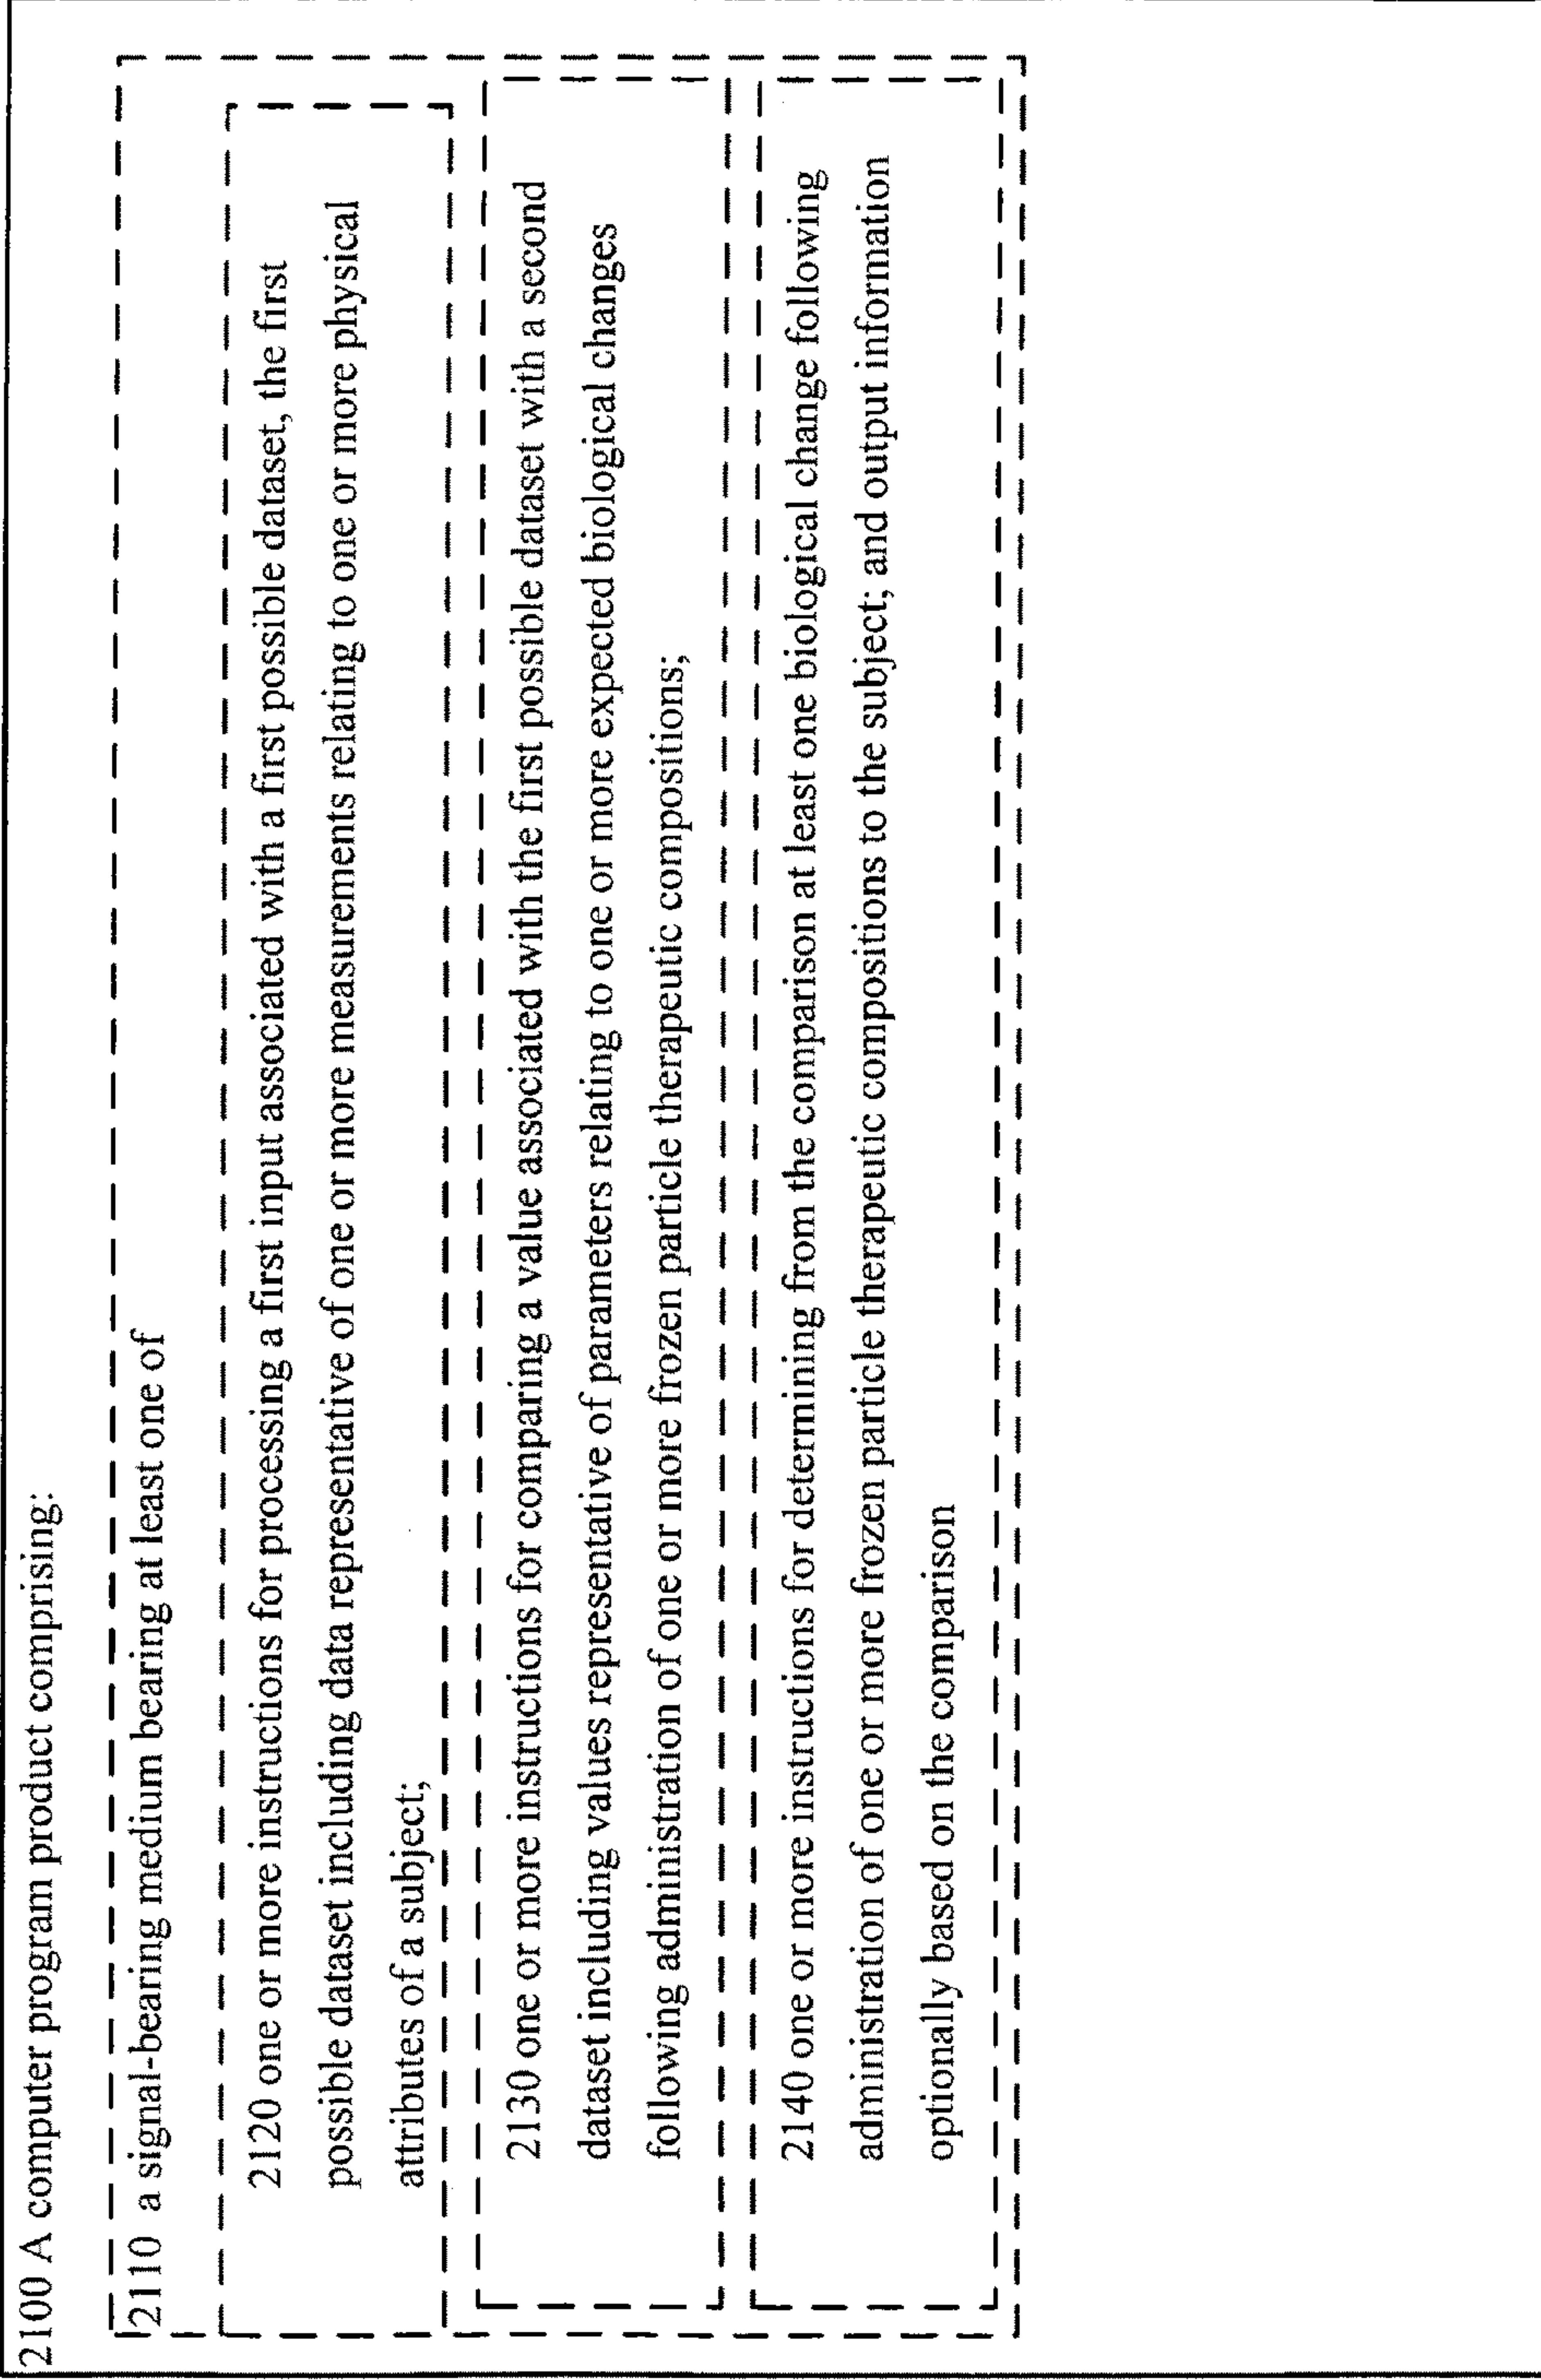 2100 A computer program product comprising:
2110 a signal-bearing medium bearing at least one of
2120 one or more instructions for processing a first input associated with a first possible dataset, the first
possible dataset including data representative of one or more measurements relating to one or more physical
attributes of a subject;
2130 one or more instructions for comparing a value associated with the first possible dataset with a second
dataset including values representative of parameters relating to one or more expected biological changes
following administration of one or more frozen particle therapeutic compositions;
2140 one or more instructions for determining from the comparison at least one biological change following
administration of one or more frozen particle therapeutic compositions to the subject; and output information
optionally based on the comparison